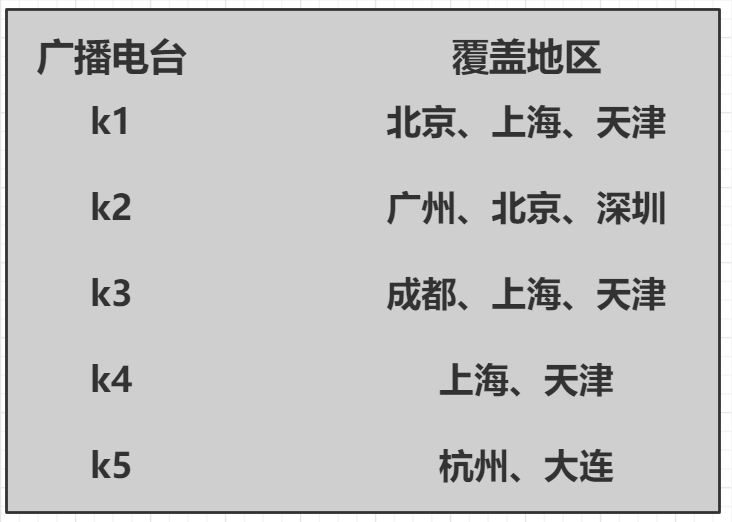 广播电台 覆盖地区
k1 北京、上海、天津
k2 广州、北京、深圳
k3 成都、上海、天津
k4 上海、天津
k5 杭州、大连